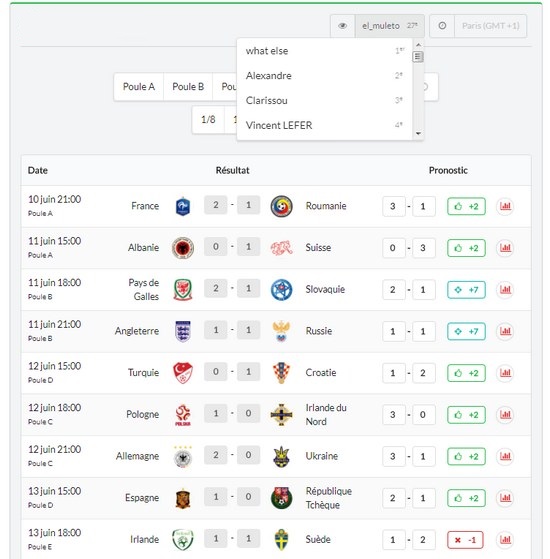 el_muleto 27e Paris (GMT +1)
what else 1er
Alexandre 2e
Clarissou 3e
Vincent LEFER 4e
Poule A Poule B
1/8
Date Résultat Pronostic
10 juin 21:00 France 2 - 1 Roumanie 3 - 1 +2
Poule A
11 juin 15:00 Albanie 0 - 1 Suisse 0 - 3 +2
Poule A
11 juin 18:00 Pays de Galles 2 - 1 Slovaquie 2 - 1 +7
Poule B
11 juin 21:00 Angleterre 1 - 1 Russie 1 - 1 +7
Poule B
12 juin 15:00 Turquie 0 - 1 Croatie 1 - 2 +2
Poule D
12 juin 18:00 Pologne 1 - 0 Irlande du Nord 3 - 0 +2
Poule C
12 juin 21:00 Allemagne 2 - 0 Ukraine 3 - 1 +2
Poule C
13 juin 15:00 Espagne 1 - 0 République Tchèque 2 - 1 +2
Poule D
13 juin 18:00 Irlande 1 - 1 Suède 1 - 2 -1
Poule E